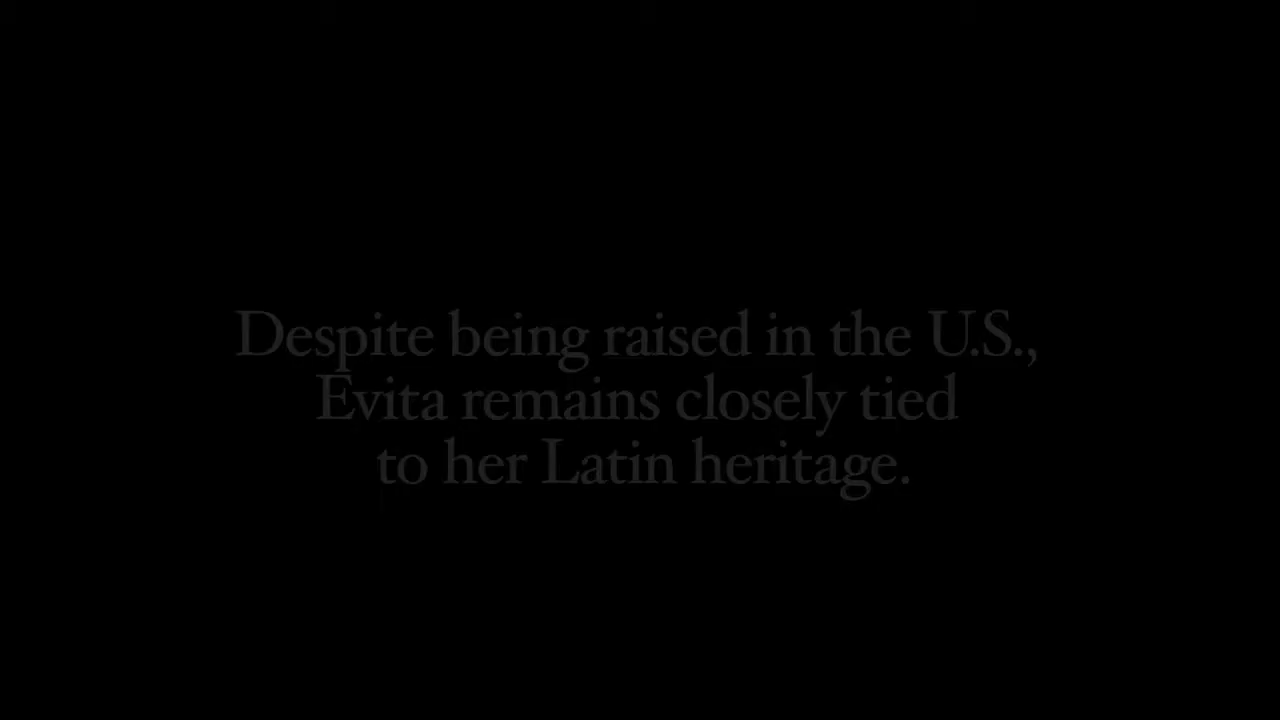 Despite being raised in the U.S.,
Evita remains closely tied
to her Latin heritage.